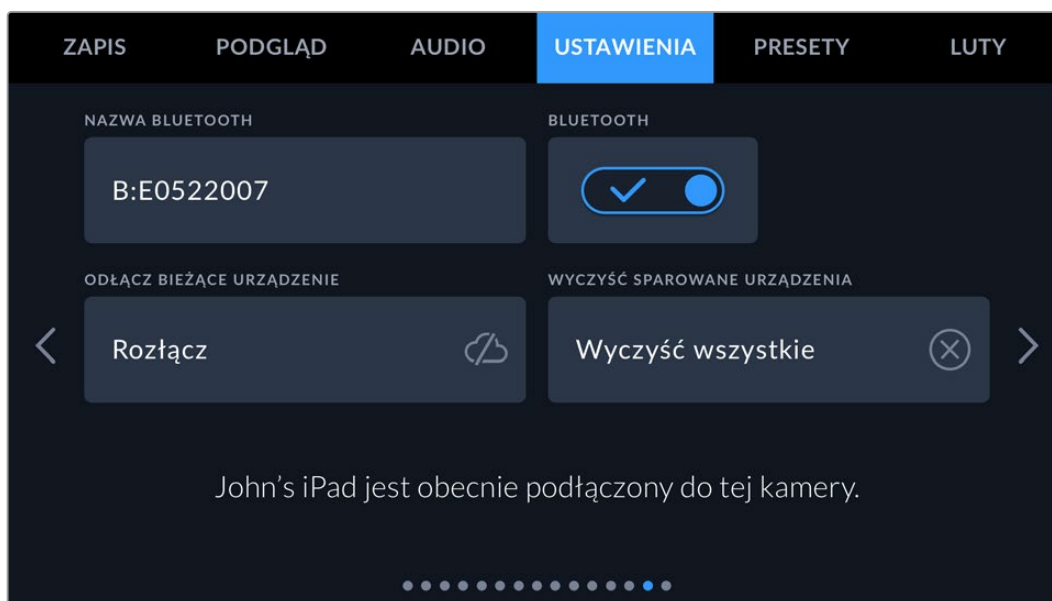 ZAPIS PODGLĄD AUDIO USTAWIENIA PRESETY LUTY
NAZWA BLUETOOTH BLUETOOTH
B:E0522007
ODŁĄCZ BIEŻĄCE URZĄDZENIE WYCZYŚĆ SPAROWANE URZĄDZENIA
Rozłącz Wyczyść wszystkie
John’s iPad jest obecnie podłączony do tej kamery.